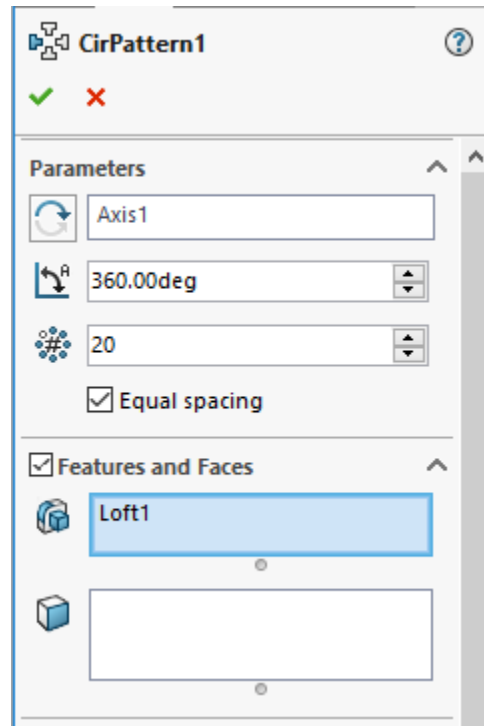 CirPattern1
Parameters
Axis1
360.00deg
20
Equal spacing
Features and Faces
Loft1